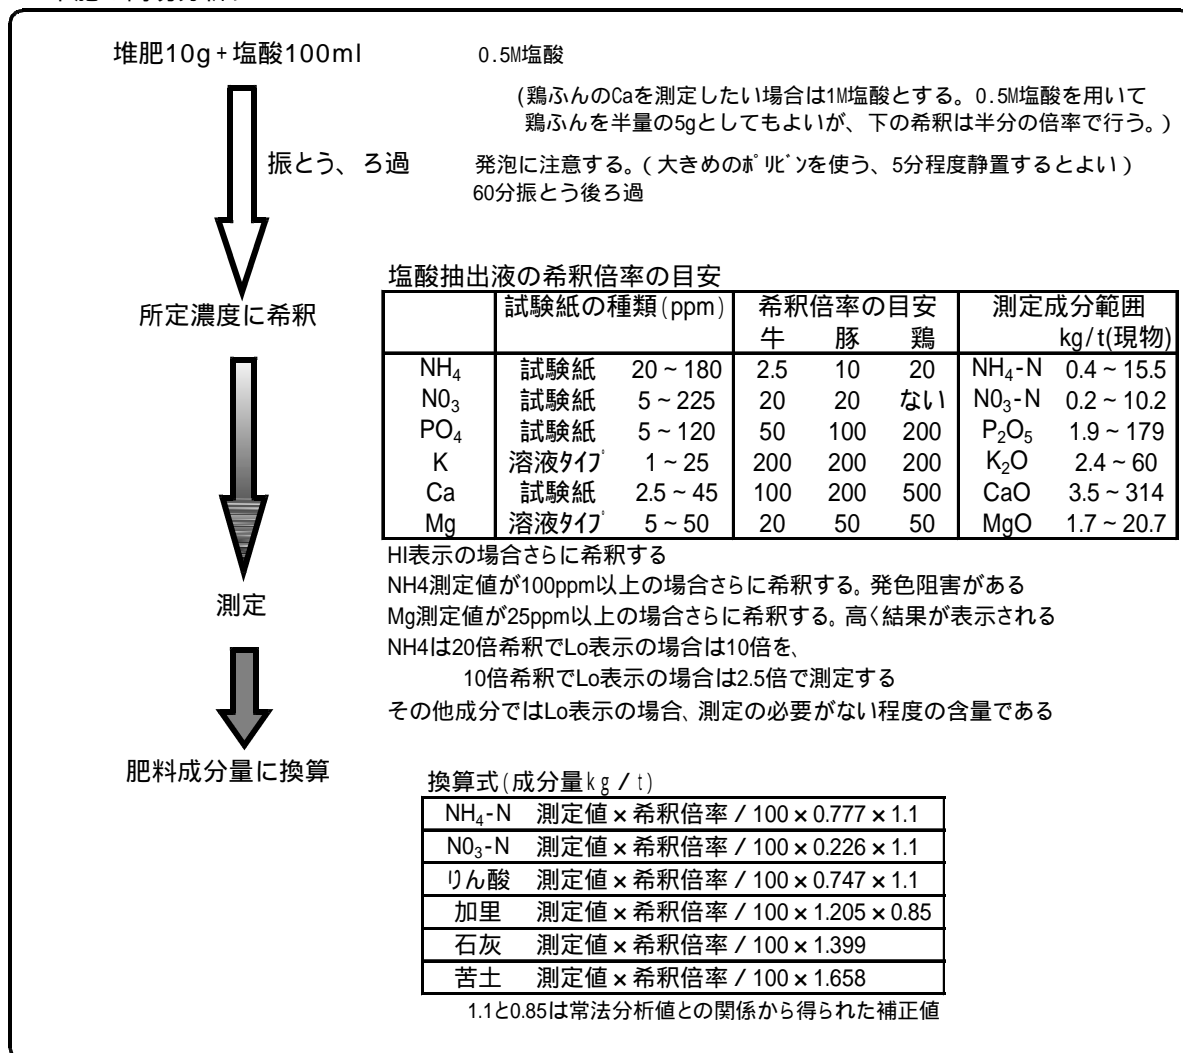 堆肥10g+塩酸100ml
0.5M塩酸
(鶏ふんのCaを測定したい場合は1M塩酸とする。0.5M塩酸を用いて
鶏ふんを半量の5gとしてもよいが、下の希釈は半分の倍率で行う。)
振とう、ろ過
発泡に注意する。(大きめのポリビンを使う、5分程度静置するとよい)
60分振とう後ろ過
所定濃度に希釈
塩酸抽出液の希釈倍率の目安
試験紙の種類(ppm) 希釈倍率の目安 測定成分範囲
牛 豚 鶏 kg/t(現物)
NH4 試験紙 20~180 2.5 10 20 NH4-N 0.4~15.5
NO3 試験紙 5~225 20 20 ない NO3-N 0.2~10.2
PO4 試験紙 5~120 50 100 200 P2O5 1.9~179
K 溶液タイプ 1~25 200 200 200 K2O 2.4~60
Ca 試験紙 2.5~45 100 200 500 CaO 3.5~314
Mg 溶液タイプ 5~50 20 50 50 MgO 1.7~20.7
HI表示の場合さらに希釈する
NH4測定値が100ppm以上の場合さらに希釈する。発色阻害がある
Mg測定値が25ppm以上の場合さらに希釈する。高く結果が表示される
NH4は20倍希釈でLo表示の場合は10倍を、
10倍希釈でLo表示の場合は2.5倍で測定する
その他成分ではLo表示の場合、測定の必要がない程度の含量である
測定
肥料成分量に換算
換算式(成分量kg/t)
NH4-N 測定値×希釈倍率/100×0.777×1.1
NO3-N 測定値×希釈倍率/100×0.226×1.1
りん酸 測定値×希釈倍率/100×0.747×1.1
加里 測定値×希釈倍率/100×1.205×0.85
石灰 測定値×希釈倍率/100×1.399
苦土 測定値×希釈倍率/100×1.658
1.1と0.85は常法分析値との関係から得られた補正値